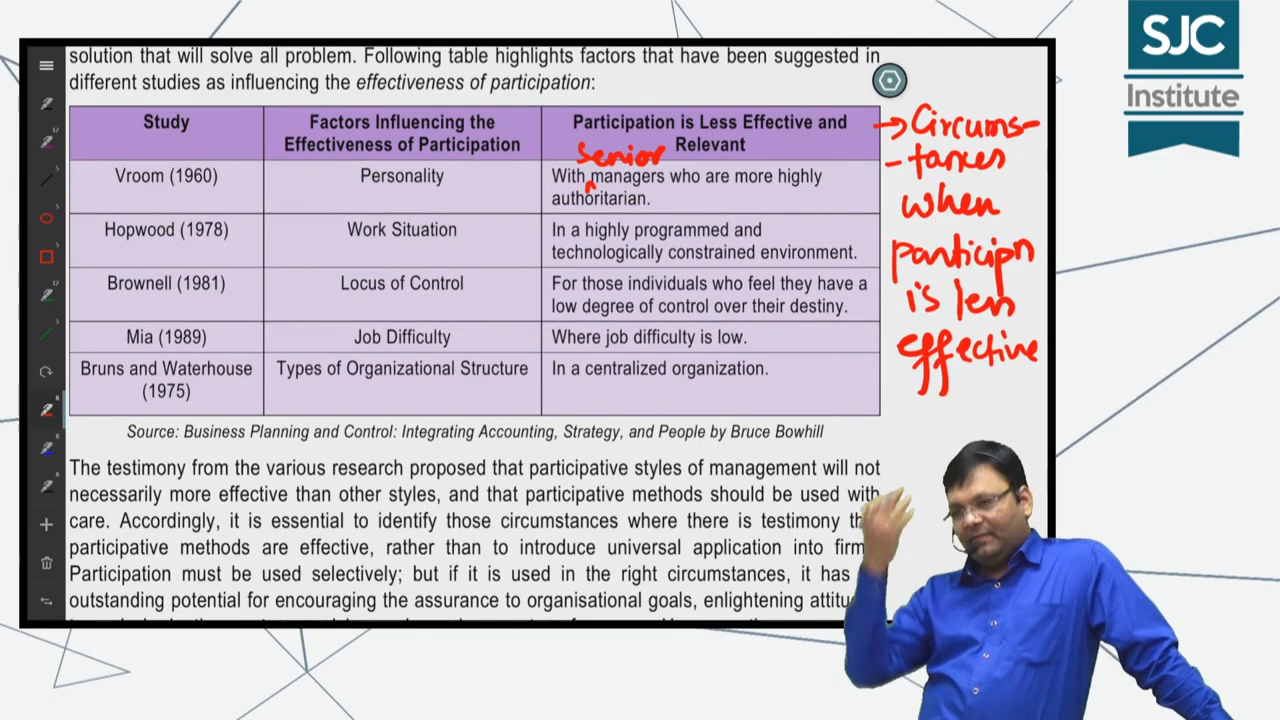 SJC
Institute
solution that will solve all problem. Following table highlights factors that have been suggested in
different studies as influencing the effectiveness of participation:
Study
Factors Influencing the
Effectiveness of Participation
Participation is Less Effective and
Relevant
Vroom (1960)
Personality
Senior
With managers who are more highly
authoritarian.
Hopwood (1978)
Work Situation
In a highly programmed and
technologically constrained environment.
Brownell (1981)
Locus of Control
For those individuals who feel they have a
low degree of control over their destiny.
Mia (1989)
Job Difficulty
Where job difficulty is low.
Bruns and Waterhouse
(1975)
Types of Organizational Structure
In a centralized organization.
→ Circums-
-tances
when
participn
is less
effective
Source: Business Planning and Control: Integrating Accounting, Strategy, and People by Bruce Bowhill
The testimony from the various research proposed that participative styles of management will not
necessarily more effective than other styles, and that participative methods should be used with
care. Accordingly, it is essential to identify those circumstances where there is testimony th
participative methods are effective, rather than to introduce universal application into firm
Participation must be used selectively; but if it is used in the right circumstances, it has
outstanding potential for encouraging the assurance to organisational goals, enlightening attitu